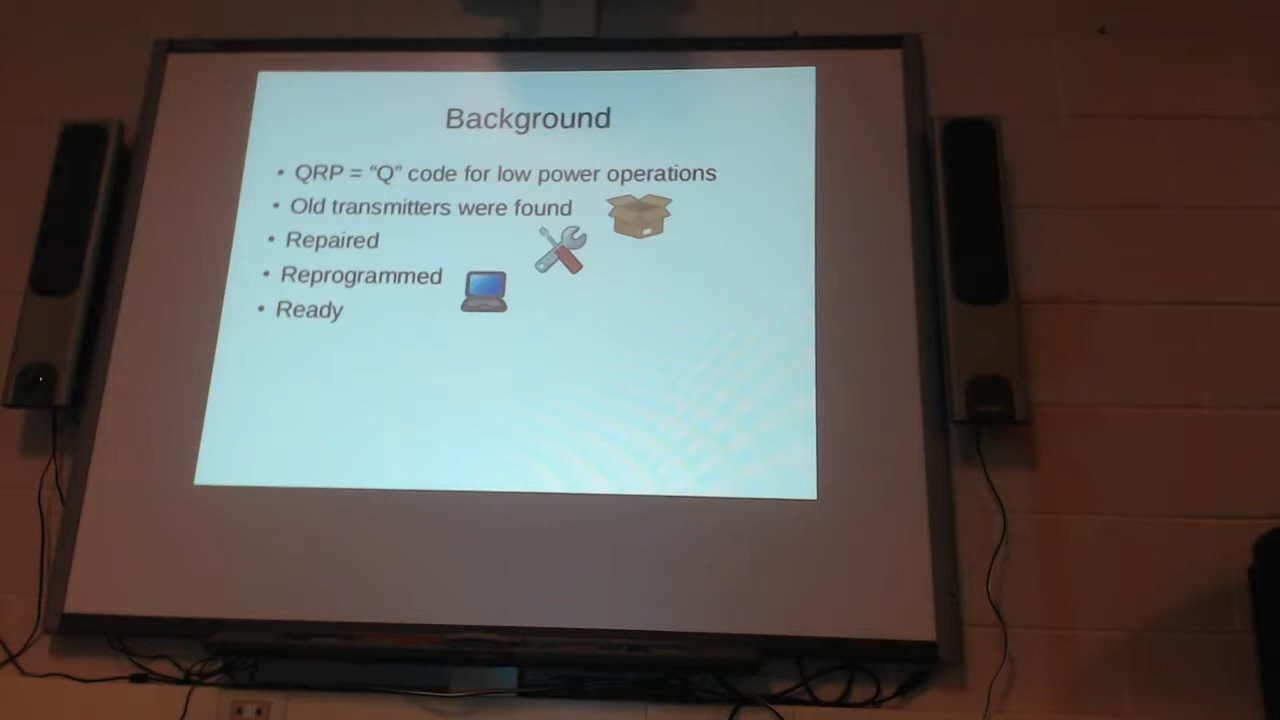 Background
• QRP = “Q” code for low power operations
• Old transmitters were found
• Repaired
• Reprogrammed
• Ready